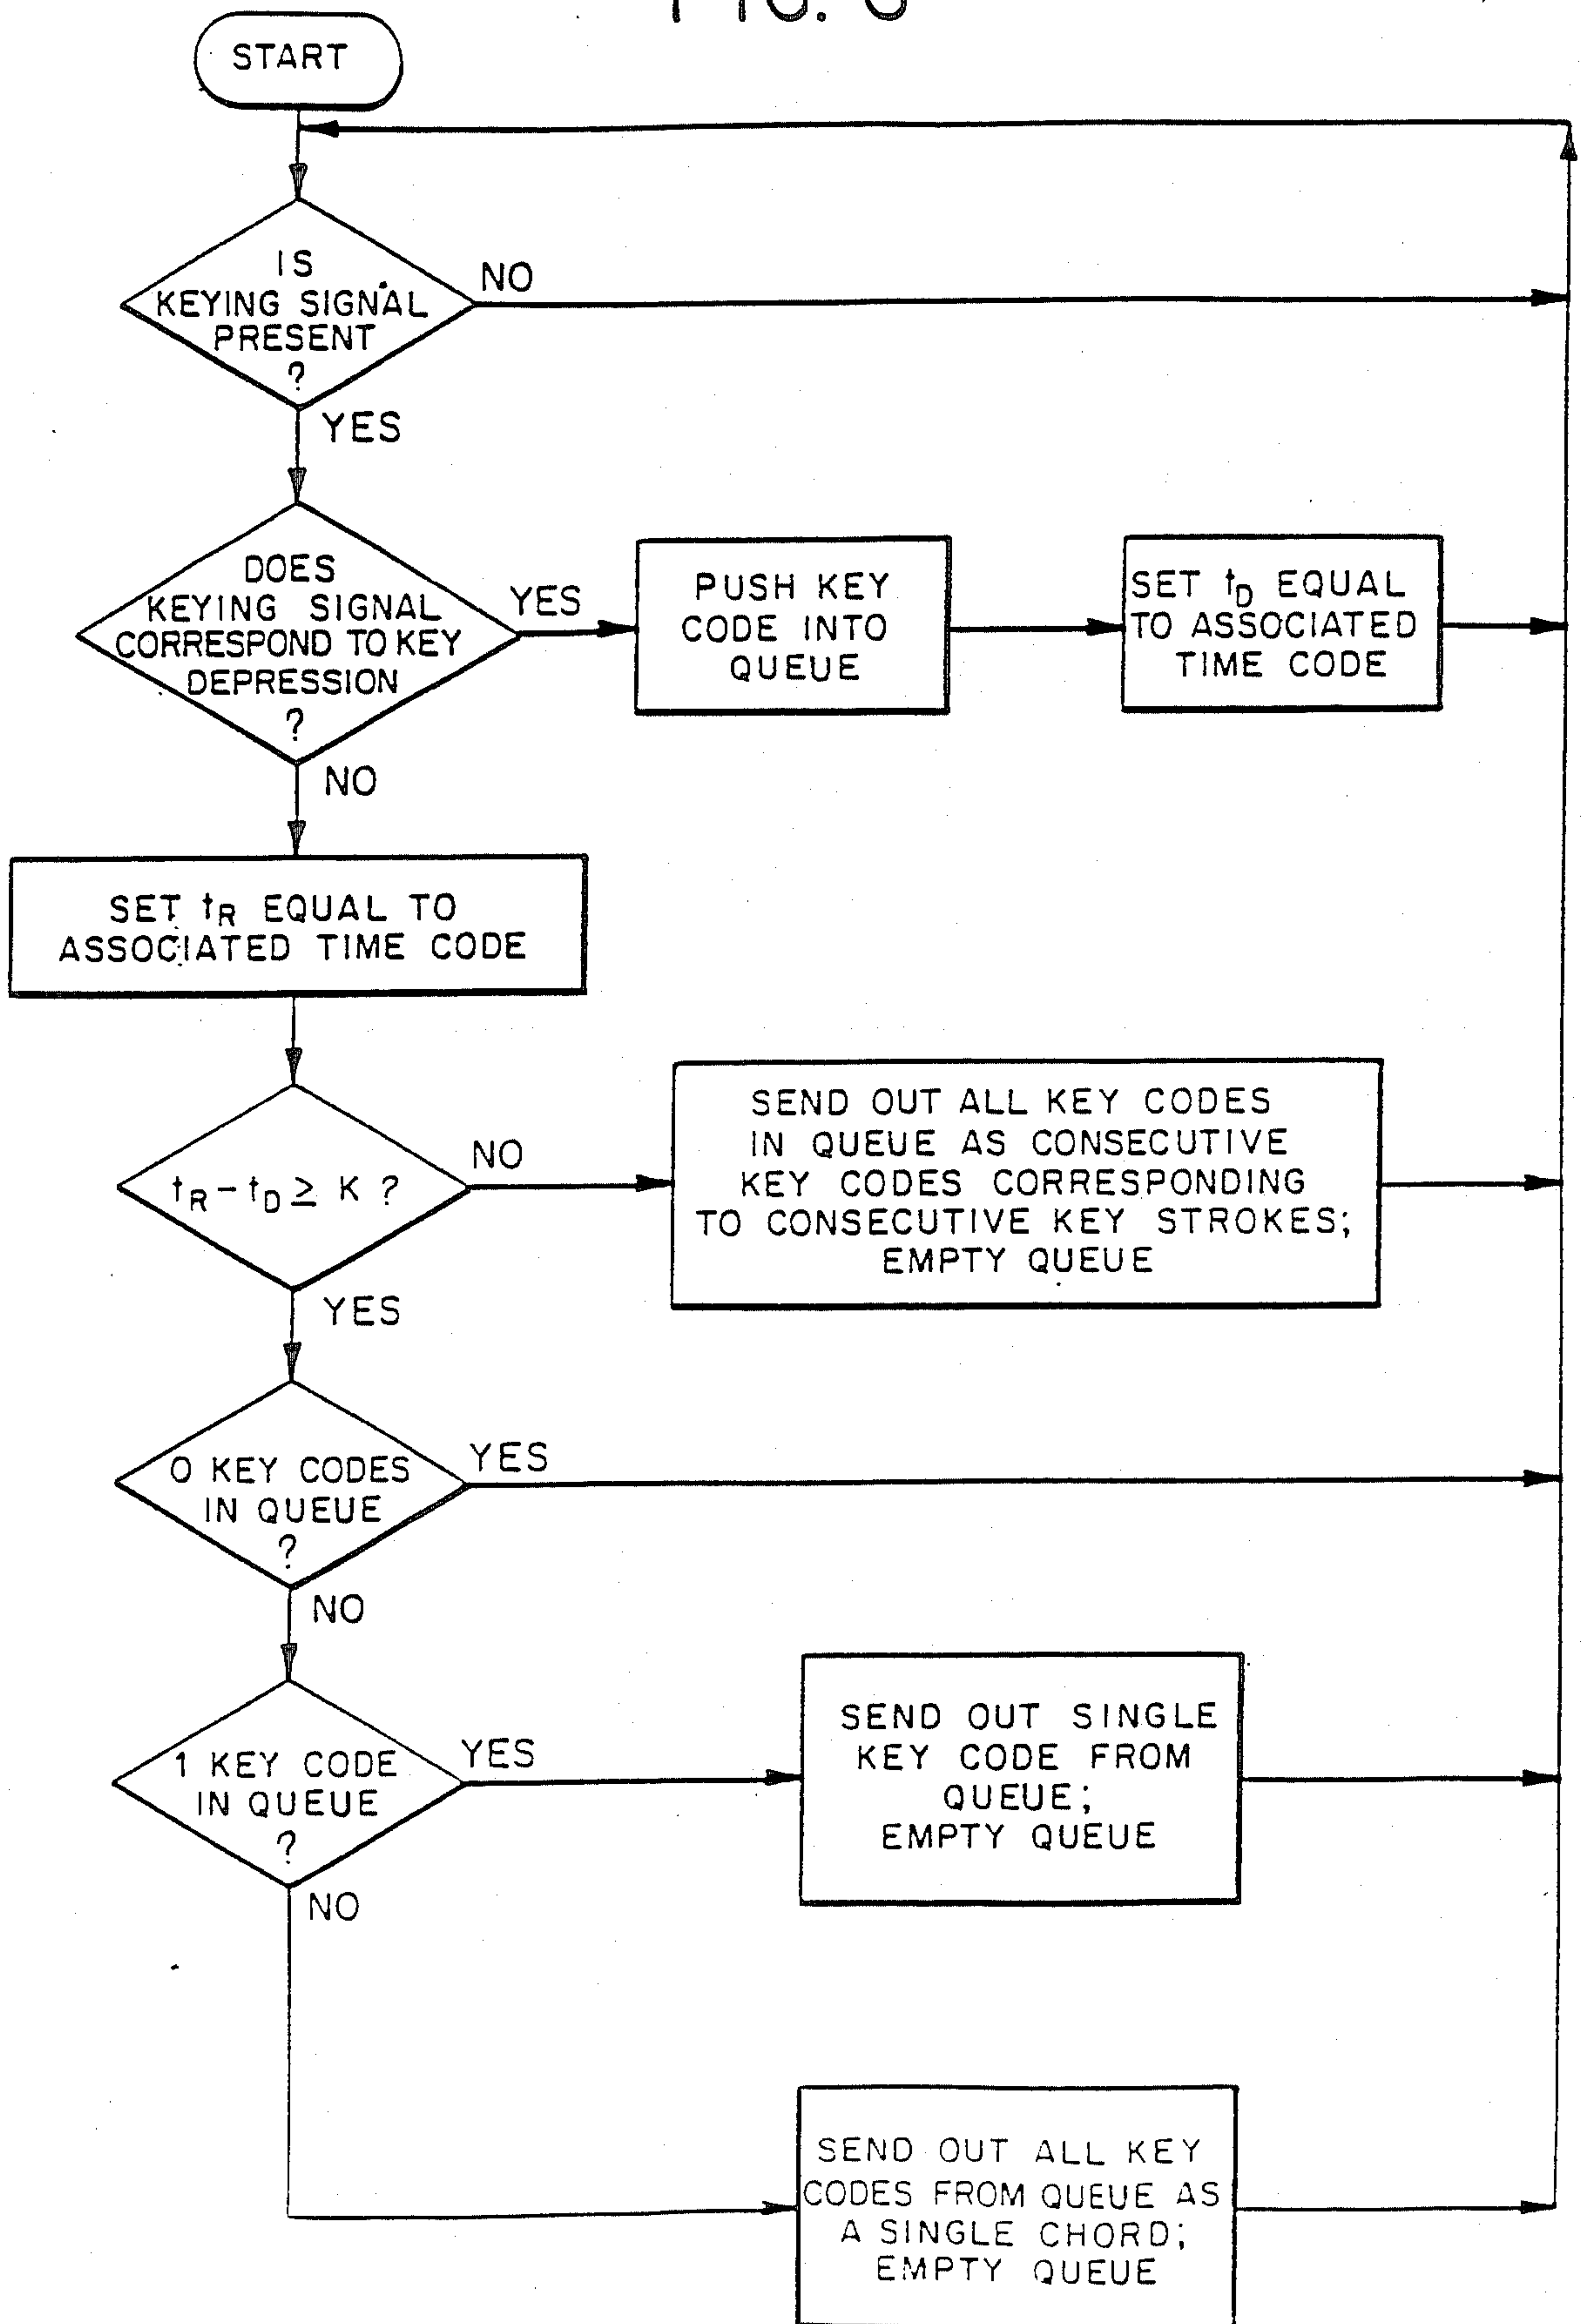 START
IS
KEYING SIGNAL
PRESENT
?
NO
YES
DOES
KEYING SIGNAL
CORRESPOND TO KEY
DEPRESSION
?
YES
PUSH KEY
CODE INTO
QUEUE
SET tD EQUAL
TO ASSOCIATED
TIME CODE
NO
SET tR EQUAL TO
ASSOCIATED TIME CODE
tR – tD ≥ K ?
NO
SEND OUT ALL KEY CODES
IN QUEUE AS CONSECUTIVE
KEY CODES CORRESPONDING
TO CONSECUTIVE KEY STROKES;
EMPTY QUEUE
YES
0 KEY CODES
IN QUEUE
?
YES
NO
1 KEY CODE
IN QUEUE
?
YES
SEND OUT SINGLE
KEY CODE FROM
QUEUE;
EMPTY QUEUE
NO
SEND OUT ALL KEY
CODES FROM QUEUE AS
A SINGLE CHORD;
EMPTY QUEUE